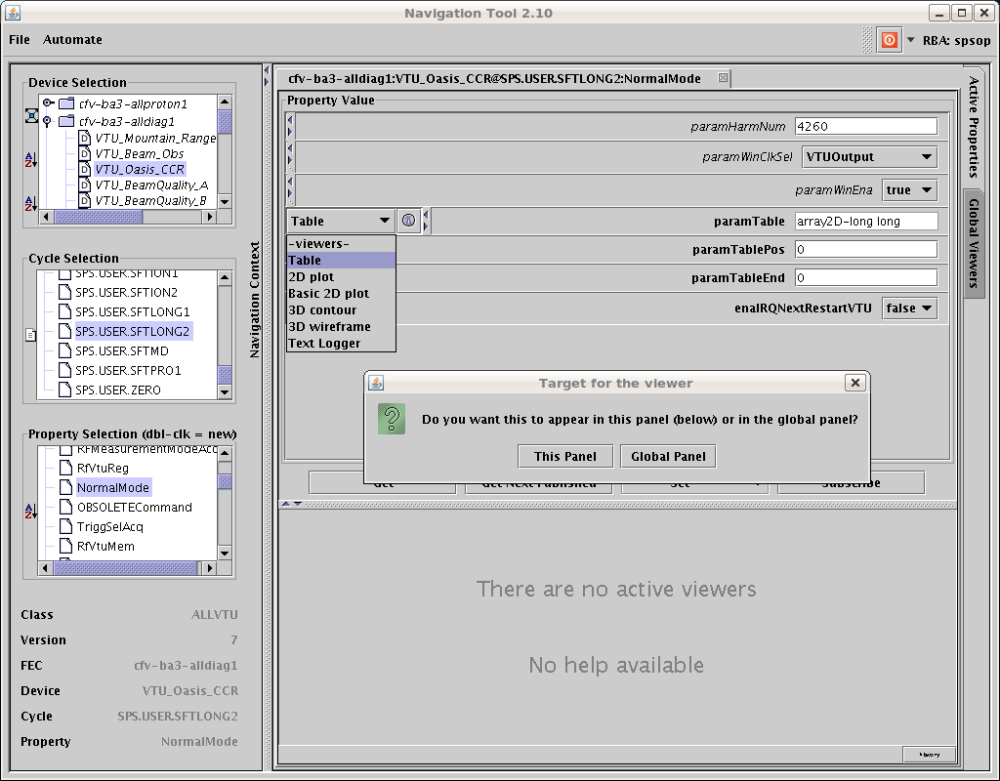 Navigation Tool 2.10
File Automate
RBA: spsop
Device Selection
cfv-ba3-allproton1
cfv-ba3-alldiag1
VTU_Mountain_Range
VTU_Beam_Obs
VTU_Oasis_CCR
VTU_BeamQuality_A
VTU_BeamQuality_B
Cycle Selection
SPS.USER.SFTION1
SPS.USER.SFTION2
SPS.USER.SFTLONG1
SPS.USER.SFTLONG2
SPS.USER.SFTMD
SPS.USER.SFTPRO1
SPS.USER.ZERO
Property Selection (dbl-clk = new)
RFMeasurementModeAcq
RfVtuReg
NormalMode
OBSOLETECommand
TriggSelAcq
RfVtuMem
Class ALLVTU
Version 7
FEC cfv-ba3-alldiag1
Device VTU_Oasis_CCR
Cycle SPS.USER.SFTLONG2
Property NormalMode
Navigation Context
cfv-ba3-alldiag1:VTU_Oasis_CCR@SPS.USER.SFTLONG2:NormalMode
Property Value
paramHarmNum 4260
paramWinClkSel VTUOutput
paramWinEna true
Table paramTable array2D-long long
-viewers-
Table
2D plot
Basic 2D plot
3D contour
3D wireframe
Text Logger
paramTablePos 0
paramTableEnd 0
enaIRQNextRestartVTU false
Target for the viewer
Do you want this to appear in this panel (below) or in the global panel?
This Panel Global Panel
Get Get Next Published Set Subscribe
There are no active viewers
No help available
Active Properties
Global Viewers